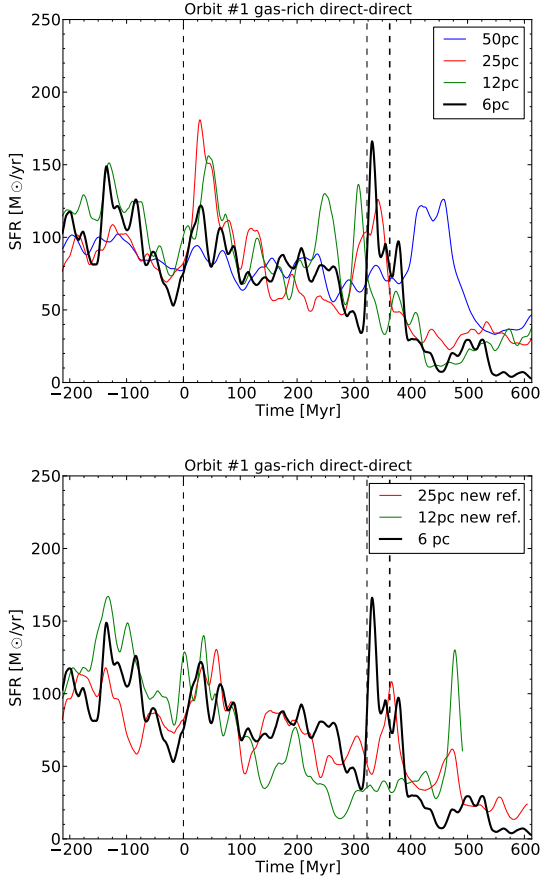 Orbit #1 gas-rich direct-direct
250
200
150
100
50
0
SFR [M☉/yr]
50pc
25pc
12pc
6pc
−200 −100 0 100 200 300 400 500 600
Time [Myr]
Orbit #1 gas-rich direct-direct
250
200
150
100
50
0
SFR [M☉/yr]
25pc new ref.
12pc new ref.
6 pc
−200 −100 0 100 200 300 400 500 600
Time [Myr]